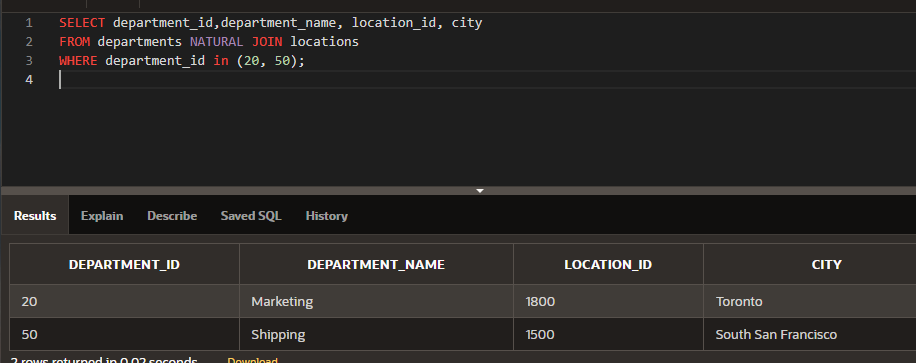 1 SELECT department_id,department_name, location_id, city
2 FROM departments NATURAL JOIN locations
3 WHERE department_id in (20, 50);
4
Results Explain Describe Saved SQL History
DEPARTMENT_ID DEPARTMENT_NAME LOCATION_ID CITY
20 Marketing 1800 Toronto
50 Shipping 1500 South San Francisco
2 rows returned in 0.02 seconds Download